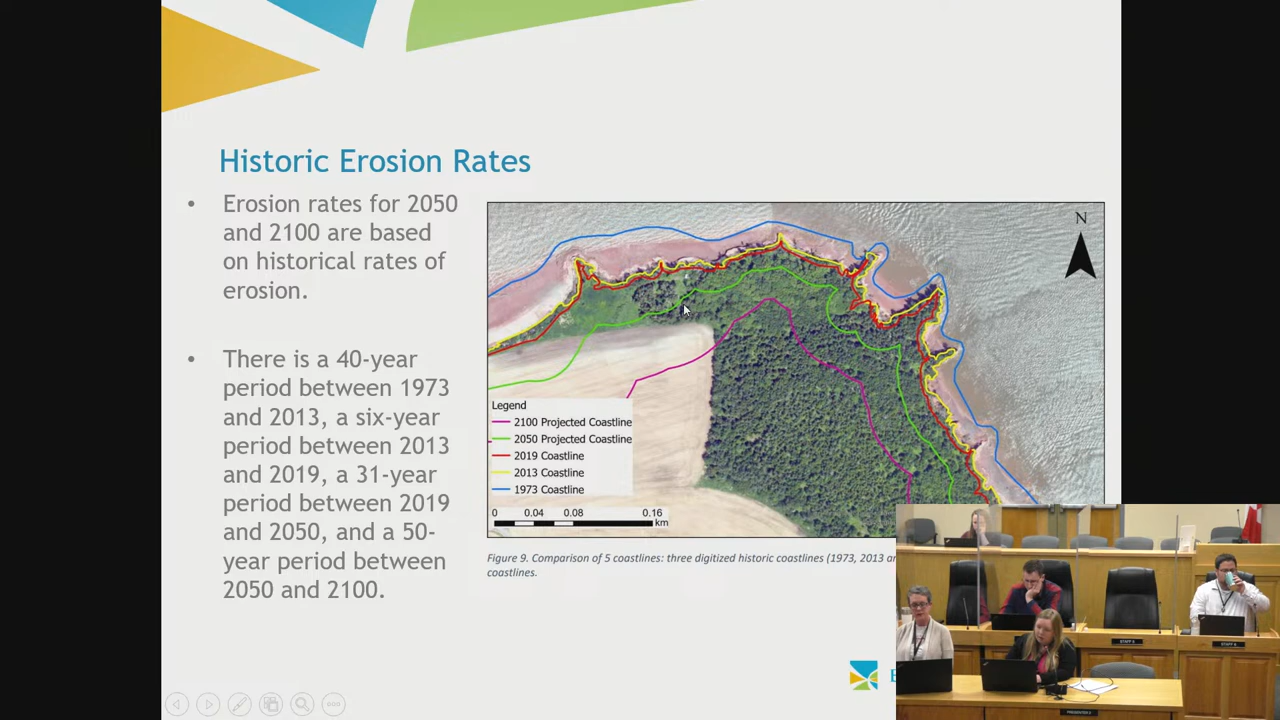 Historic Erosion Rates
• Erosion rates for 2050
and 2100 are based
on historical rates of
erosion.
• There is a 40-year
period between 1973
and 2013, a six-year
period between 2013
and 2019, a 31-year
period between 2019
and 2050, and a 50-
year period between
2050 and 2100.
N
Legend
2100 Projected Coastline
2050 Projected Coastline
2019 Coastline
2013 Coastline
1973 Coastline
0 0.04 0.08 0.16
km
Figure 9. Comparison of 5 coastlines: three digitized historic coastlines (1973, 2013
coastlines.